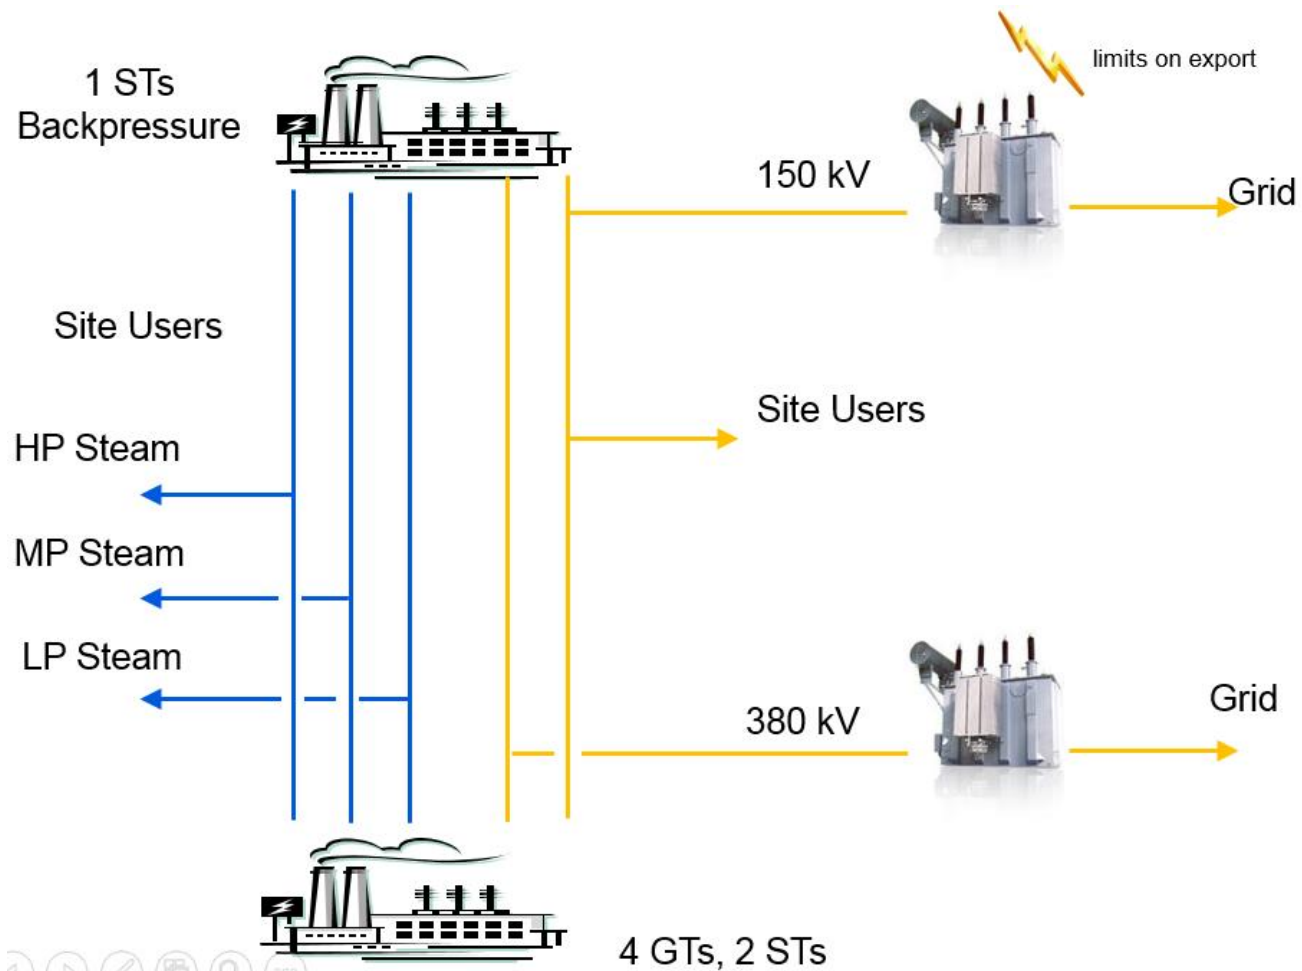 1 STs
Backpressure
limits on export
150 kV
Grid
Site Users
Site Users
HP Steam
MP Steam
LP Steam
380 kV
Grid
4 GTs, 2 STs